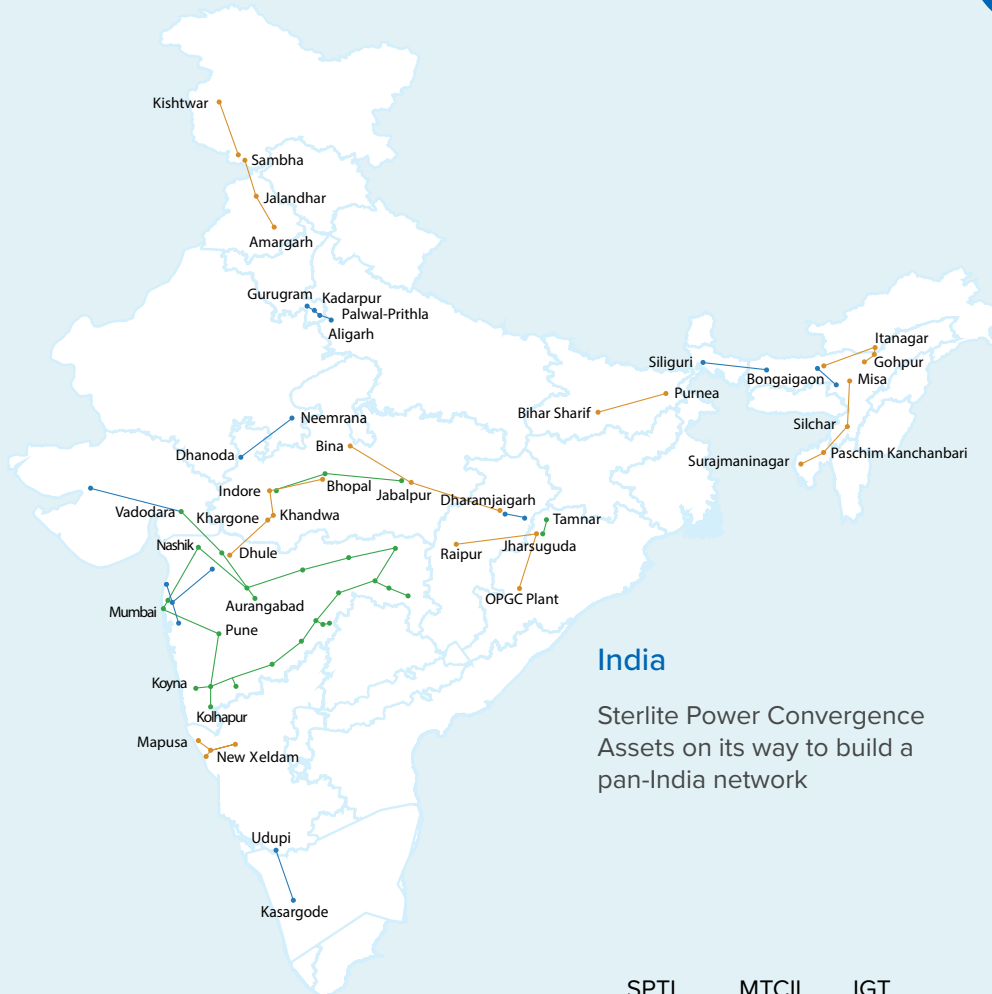 Kishtwar
Sambha
Jalandhar
Amargarh
Gurugram
Kadarpur
Palwal-Prithla
Aligarh
Itanagar
Siliguri
Gohpur
Bongaigaon
Misa
Purnea
Bihar Sharif
Neemrana
Silchar
Bina
Dhanoda
Paschim Kanchanbari
Surajmaninagar
Bhopal
Indore
Jabalpur
Dharamjaigarh
Vadodara
Khargone
Khandwa
Tamnar
Nashik
Dhule
Raipur
Jharsuguda
Aurangabad
OPGC Plant
Mumbai
Pune
Koyna
Kolhapur
Mapusa
New Xeldam
Udupi
Kasargode
India
Sterlite Power Convergence
Assets on its way to build a
pan-India network
SPTL MTCIL IGT